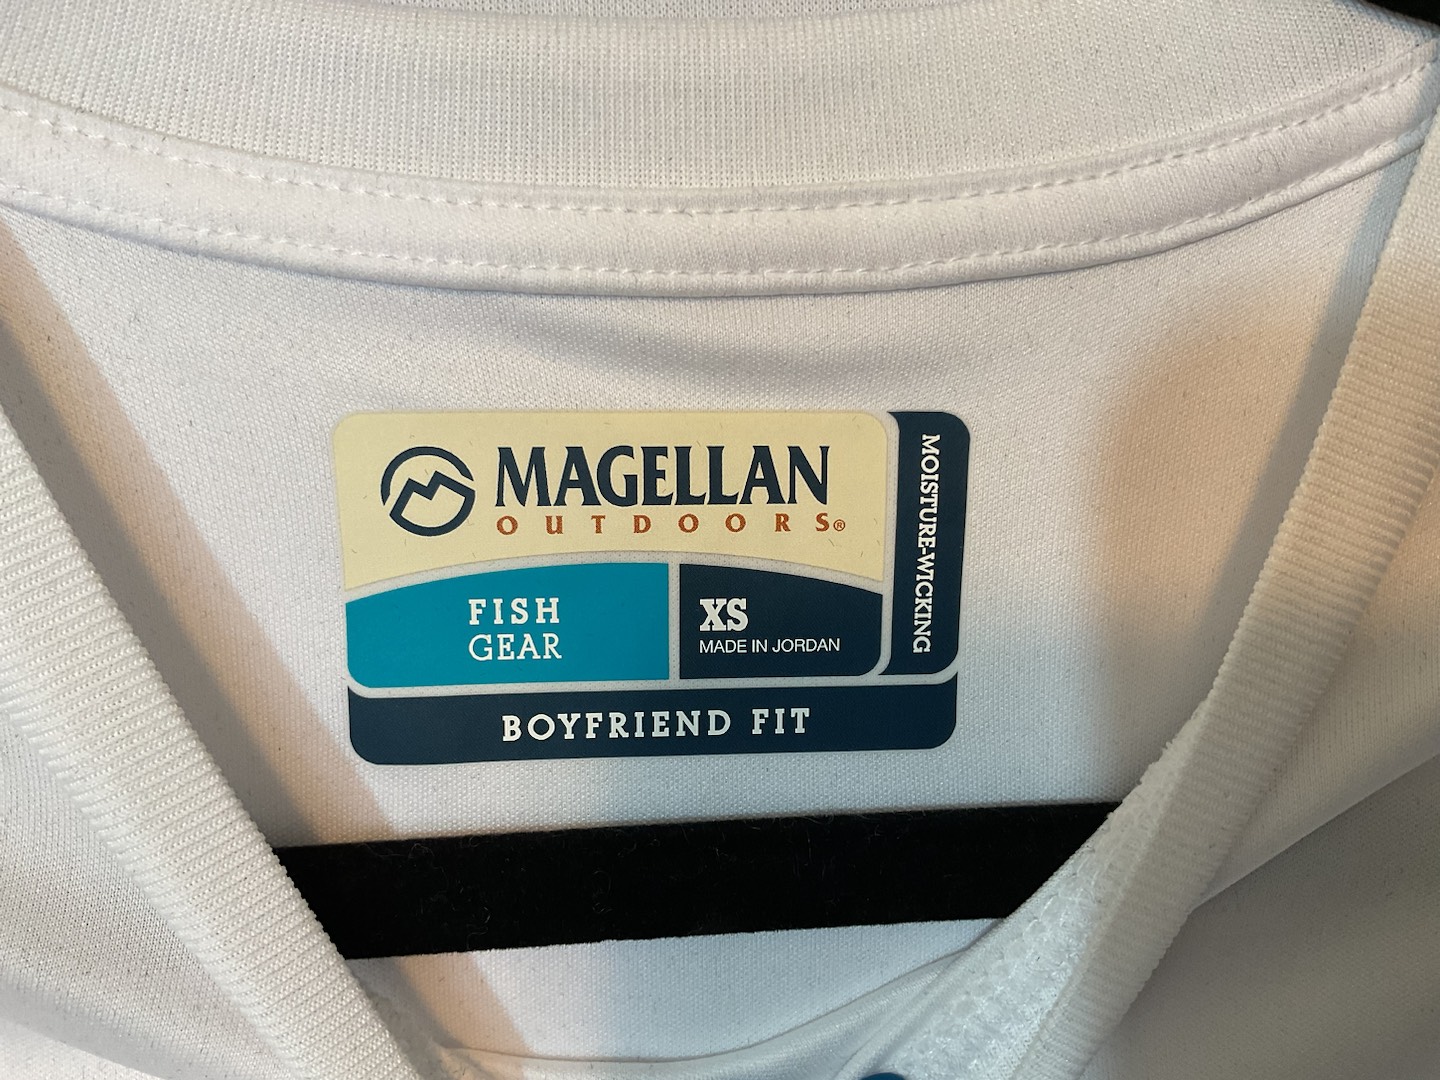 MAGELLAN
OUTDOORS®
FISH
GEAR
XS
MADE IN JORDAN
MOISTURE-WICKING
BOYFRIEND FIT